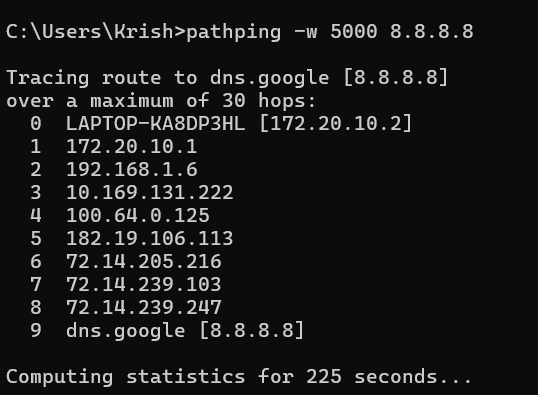 C:\Users\Krish>pathping -w 5000 8.8.8.8
Tracing route to dns.google [8.8.8.8]
over a maximum of 30 hops:
0 LAPTOP-KA8DP3HL [172.20.10.2]
1 172.20.10.1
2 192.168.1.6
3 10.169.131.222
4 100.64.0.125
5 182.19.106.113
6 72.14.205.216
7 72.14.239.103
8 72.14.239.247
9 dns.google [8.8.8.8]
Computing statistics for 225 seconds...